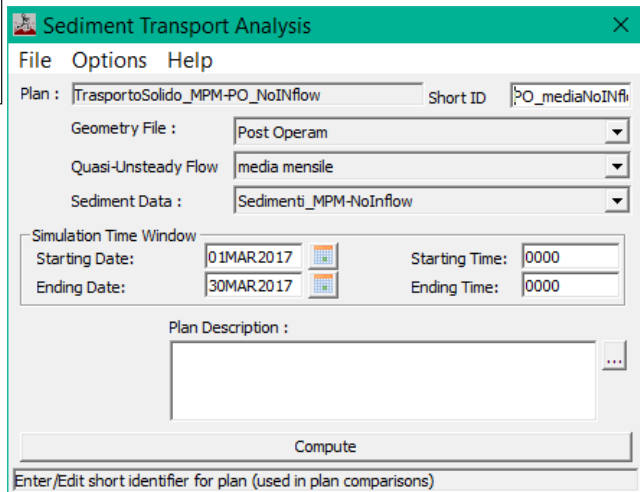 Sediment Transport Analysis
File Options Help
Plan : TrasportoSolido_MPM-PO_NoINflow Short ID PO_mediaNoINfl
Geometry File : Post Operam
Quasi-Unsteady Flow media mensile
Sediment Data : Sedimenti_MPM-NoInflow
Simulation Time Window
Starting Date: 01MAR2017 Starting Time: 0000
Ending Date: 30MAR2017 Ending Time: 0000
Plan Description :
...
Compute
Enter/Edit short identifier for plan (used in plan comparisons)